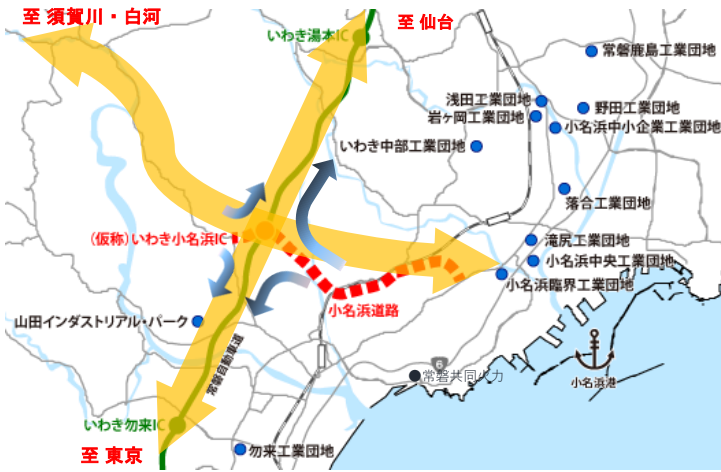 至 須賀川・白河
至 仙台
いわき湯本IC
常磐鹿島工業団地
浅田工業団地
野田工業団地
岩ヶ岡工業団地
小名浜中小企業工業団地
いわき中部工業団地
落合工業団地
(仮称)いわき小名浜IC
滝尻工業団地
小名浜中央工業団地
小名浜臨界工業団地
小名浜道路
山田インダストリアル・パーク
常磐自動車道
6
常磐共同火力
小名浜港
いわき勿来IC
至 東京
勿来工業団地